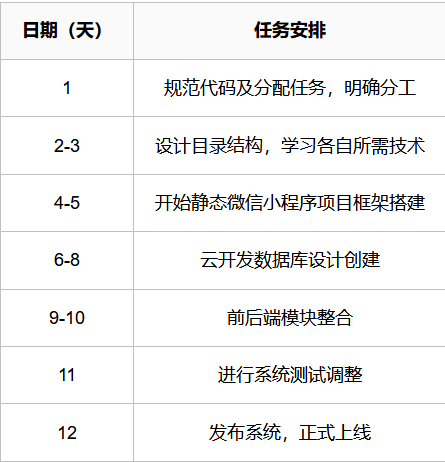 日期（天） 任务安排
1 规范代码及分配任务，明确分工
2-3 设计目录结构，学习各自所需技术
4-5 开始静态微信小程序项目框架搭建
6-8 云开发数据库设计创建
9-10 前后端模块整合
11 进行系统测试调整
12 发布系统，正式上线